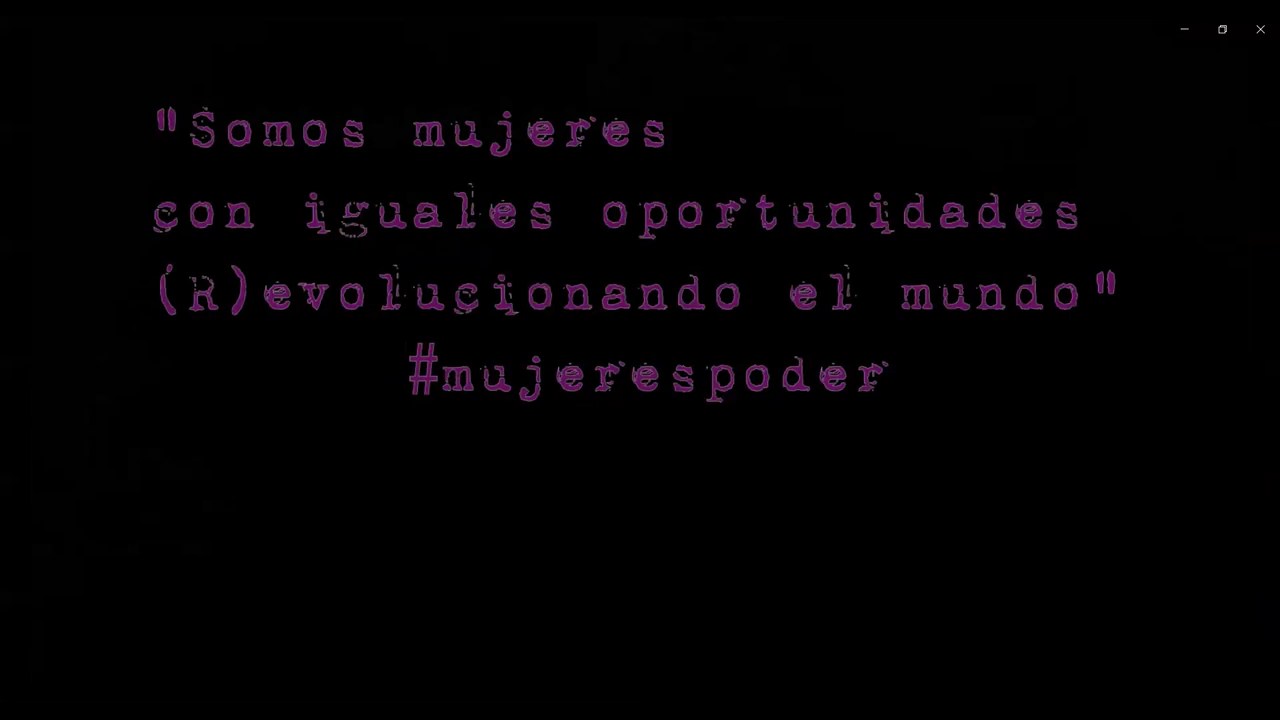 "Somos mujeres
con iguales oportunidades
(R)evolucionando el mundo"
#mujerespoder